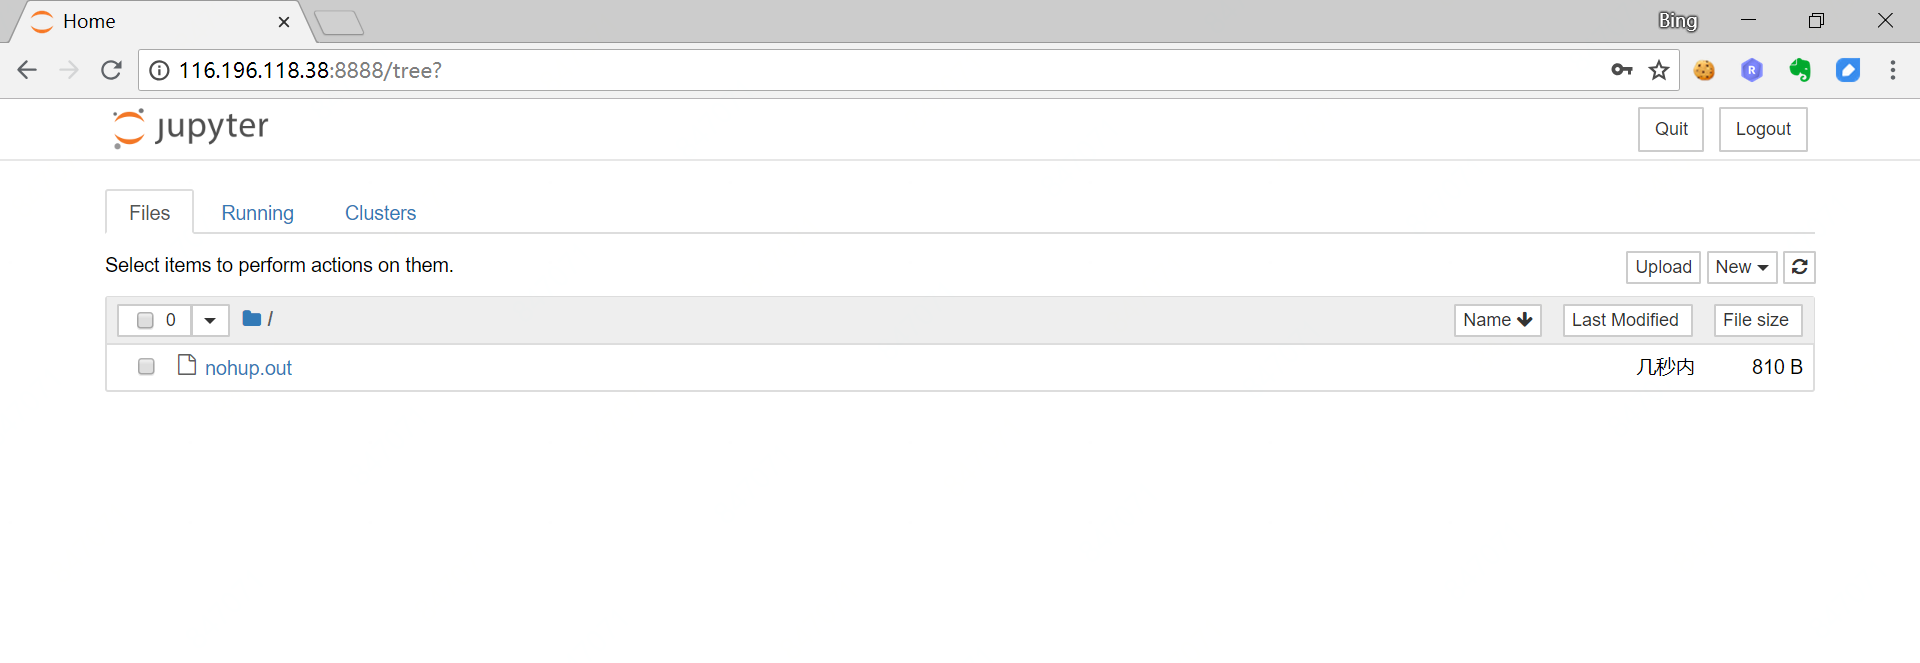 Home
Bing
116.196.118.38:8888/tree?
R
jupyter
Quit
Logout
Files
Running
Clusters
Select items to perform actions on them.
Upload
New
0
/
Name
Last Modified
File size
nohup.out
几秒内
810 B